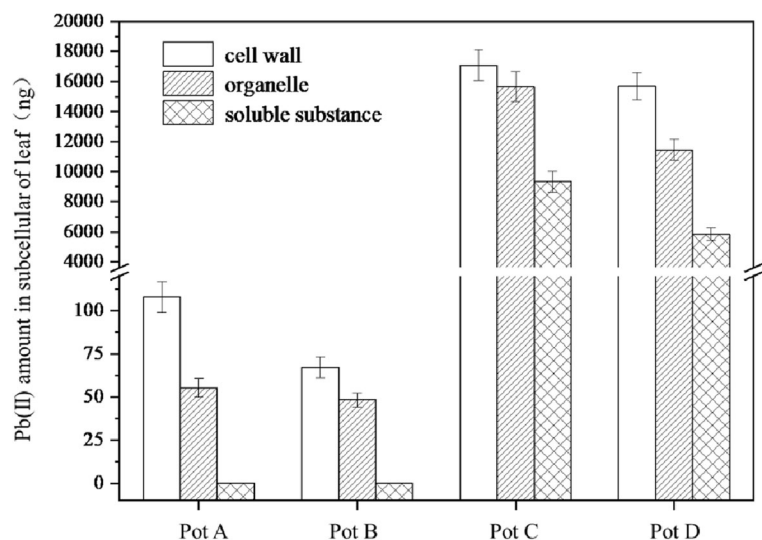 20000
18000
16000
14000
12000
10000
8000
6000
4000
100
75
50
25
0
Pb(II) amount in subcellular of leaf（ng）
cell wall
organelle
soluble substance
Pot A
Pot B
Pot C
Pot D